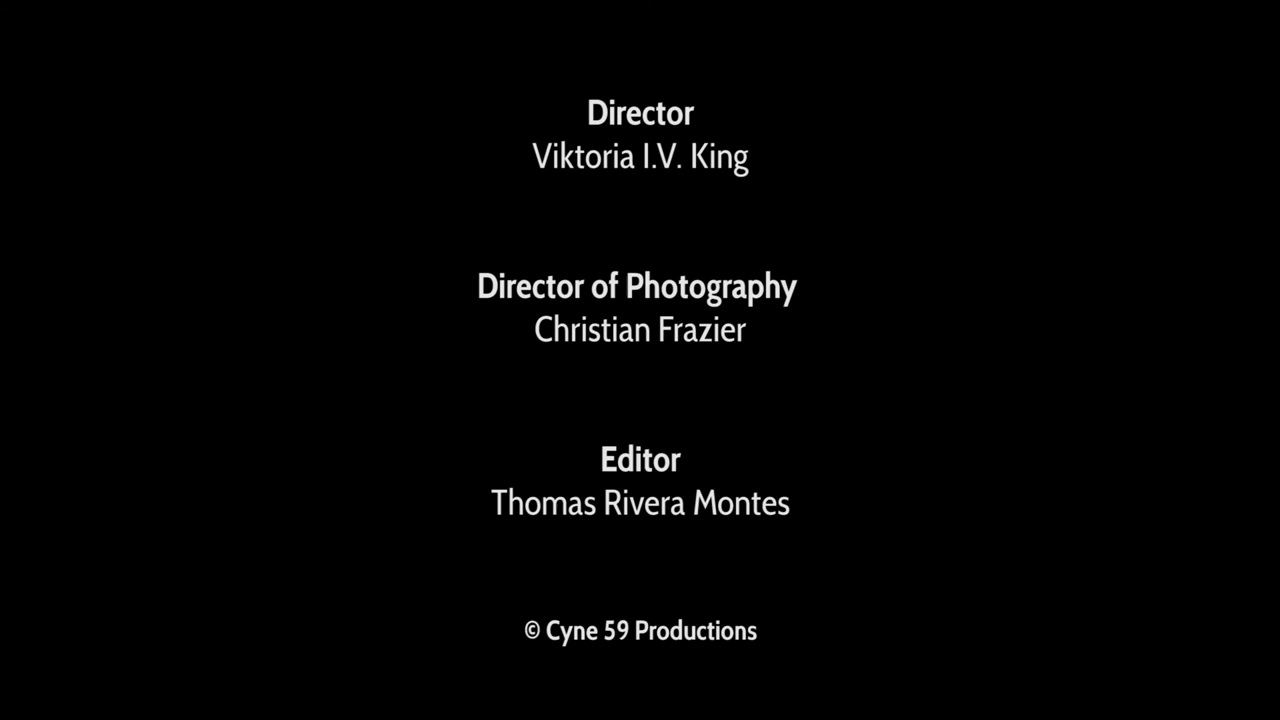 Director
Viktoria I.V. King
Director of Photography
Christian Frazier
Editor
Thomas Rivera Montes
© Cyne 59 Productions